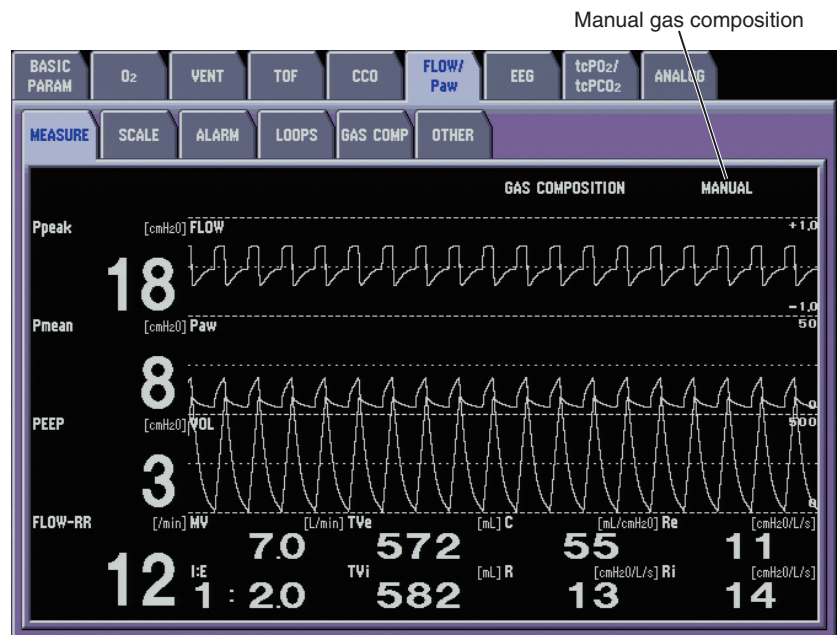 Manual gas composition
BASIC PARAM O2 VENT TOF CCO FLOW/ Paw EEG tcPO2/ tcPCO2 ANALOG
MEASURE SCALE ALARM LOOPS GAS COMP OTHER
GAS COMPOSITION MANUAL
Ppeak [cmH2O] FLOW +1.0
18
-1.0
Pmean [cmH2O] Paw 50
8
0
PEEP [cmH2O] VOL 500
3
0
FLOW-RR [/min] MV [L/min] TVe [mL] C [mL/cmH2O] Re [cmH2O/L/s]
12 7.0 572 55 11
I:E TVi [mL] R [cmH2O/L/s] Ri [cmH2O/L/s]
1 : 2.0 582 13 14